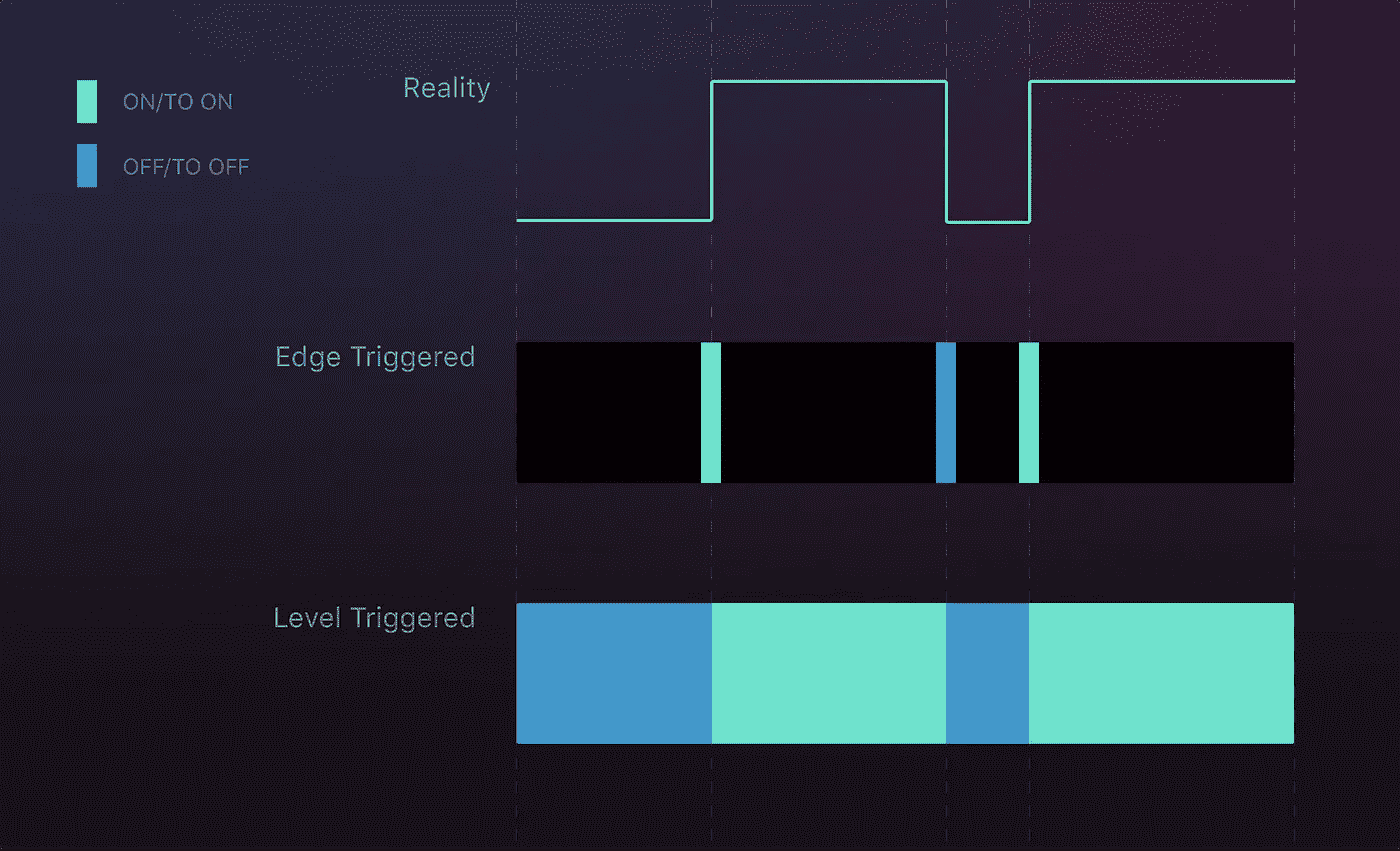 Reality
ON/TO ON
OFF/TO OFF
Edge Triggered
Level Triggered